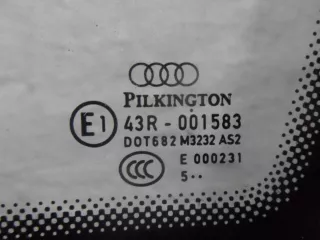 PILKINGTON
E1 43R - 001583
DOT682 M3232 AS2
CCC E 000231
5··